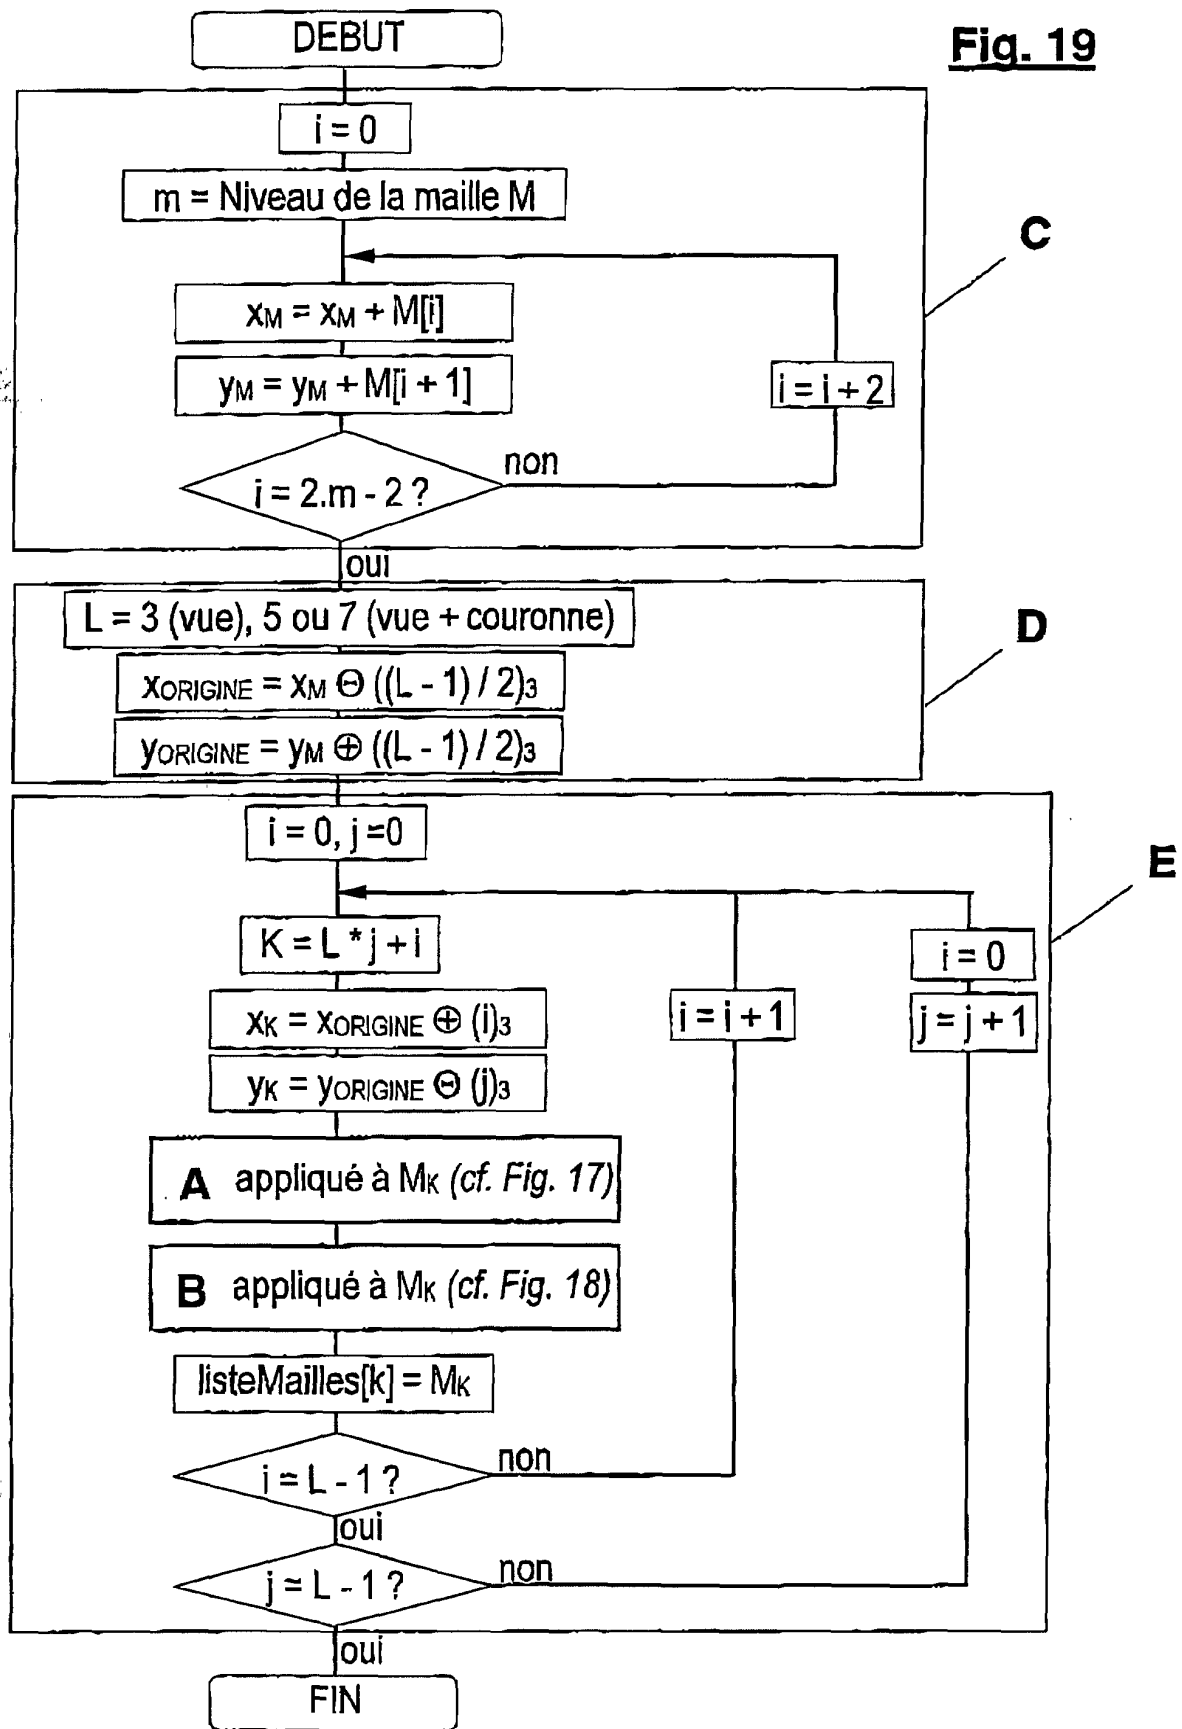 DEBUT
Fig. 19
i = 0
m = Niveau de la maille M
C
xM = xM + M[i]
yM = yM + M[i + 1]
i = i + 2
non
i = 2.m - 2 ?
oui
L = 3 (vue), 5 ou 7 (vue + couronne)
D
xORIGINE = xM ⊖ ((L - 1) / 2)3
yORIGINE = yM ⊕ ((L - 1) / 2)3
i = 0, j =0
E
K = L * j + i
i = 0
xK = xORIGINE ⊕ (i)3
i = i + 1
j = j + 1
yK = yORIGINE ⊖ (j)3
A appliqué à MK (cf. Fig. 17)
B appliqué à MK (cf. Fig. 18)
listeMailles[k] = MK
non
i = L - 1 ?
oui
non
j = L - 1 ?
oui
FIN